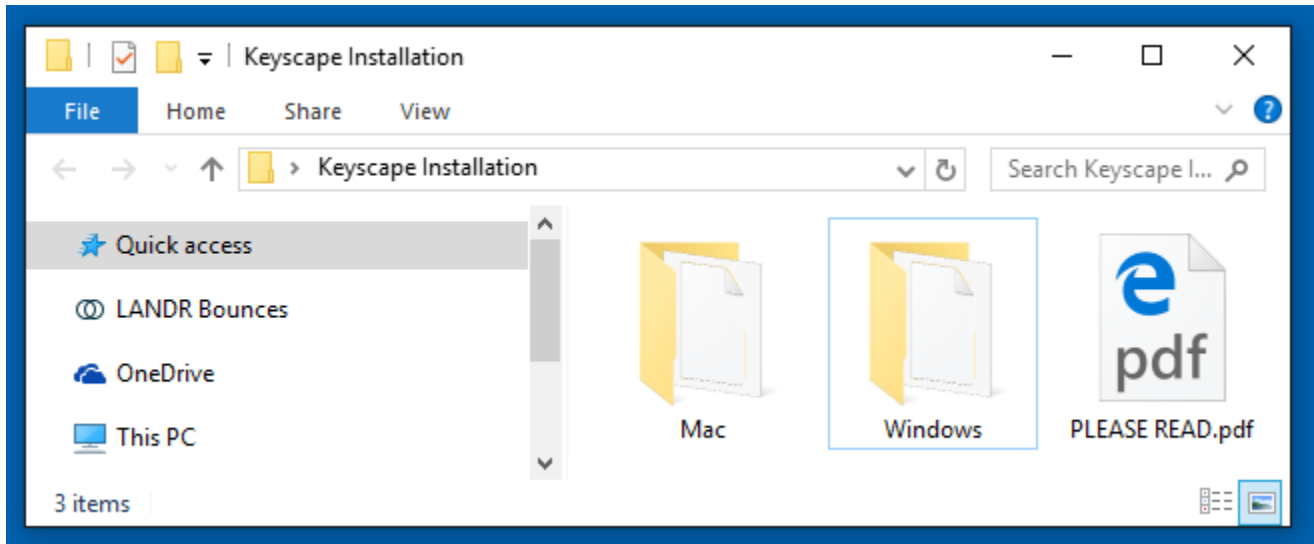 Keyscape Installation
File Home Share View
Keyscape Installation
Search Keyscape I...
Quick access
LANDR Bounces
OneDrive
This PC
e
pdf
Mac
Windows
PLEASE READ.pdf
3 items